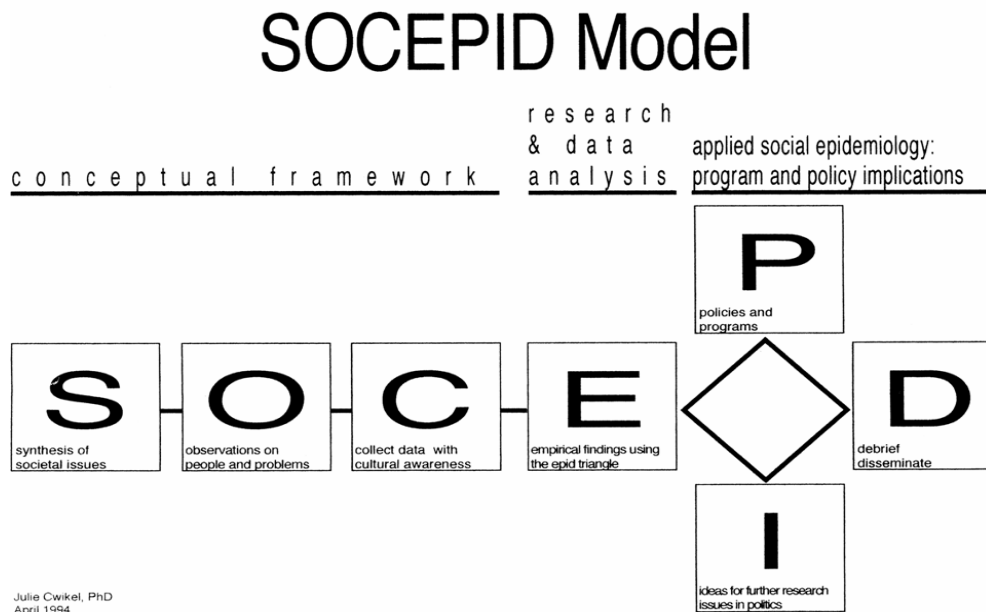 SOCEPID Model
conceptual framework
research
& data
analysis
applied social epidemiology:
program and policy implications
S
synthesis of
societal issues
O
observations on
people and problems
C
collect data with
cultural awareness
E
empirical findings using
the epid triangle
P
policies and
programs
I
ideas for further research
issues in politics
D
debrief
disseminate
Julie Cwikel, PhD
April 1994